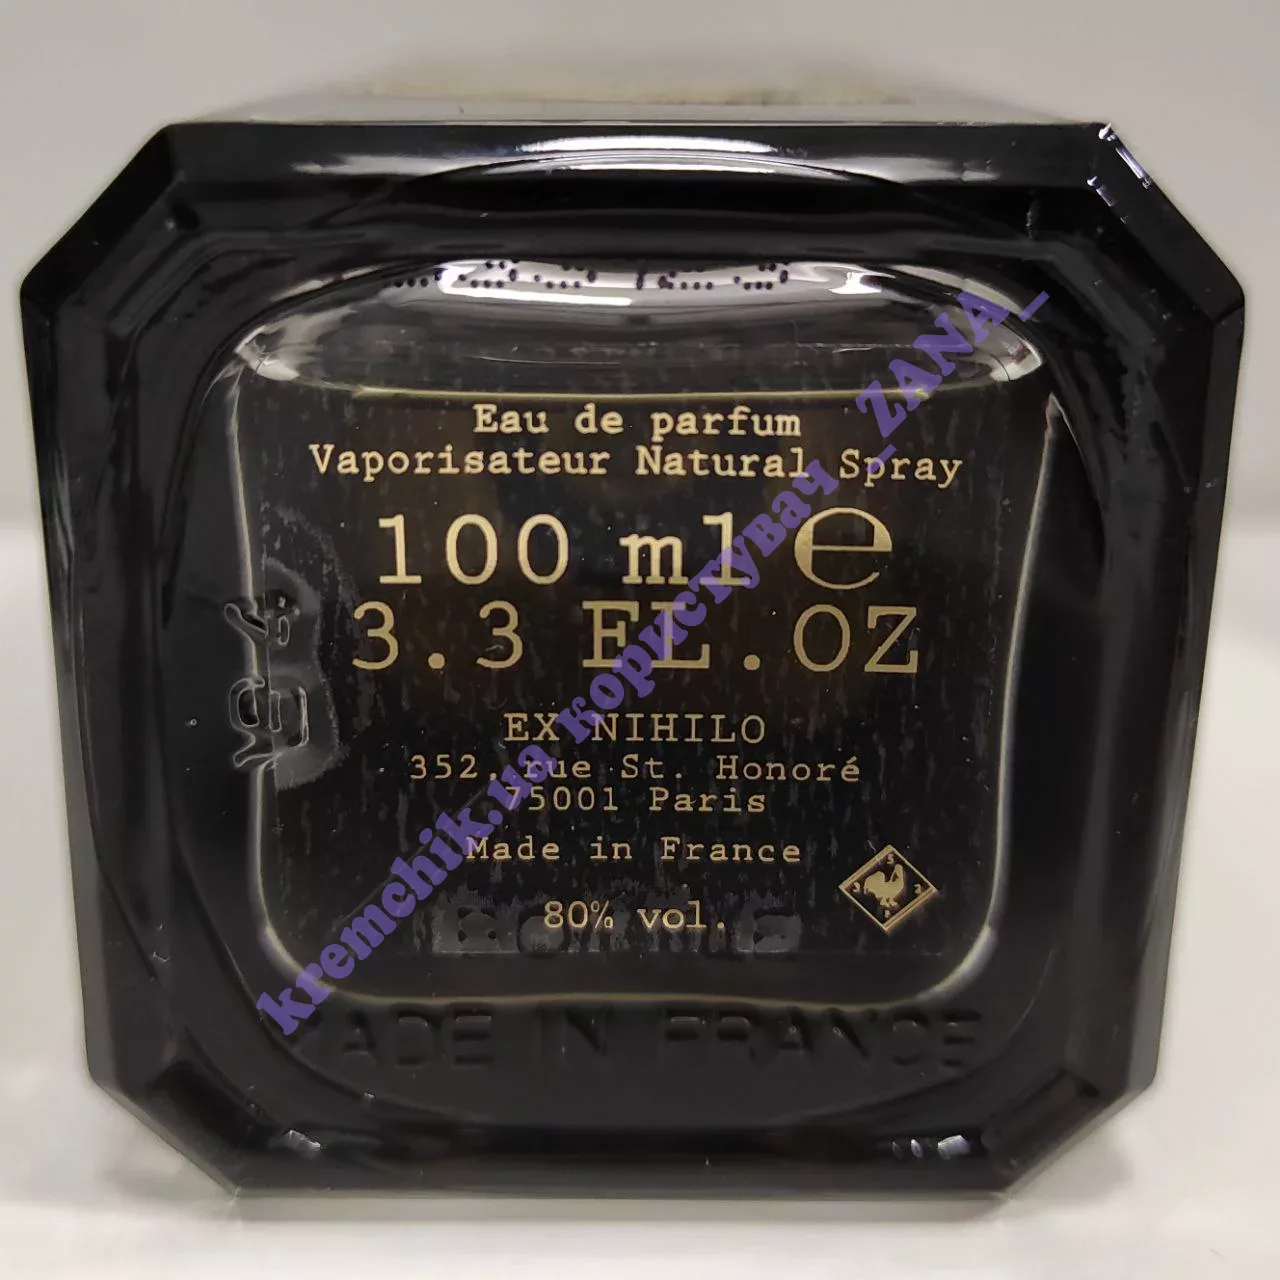 Eau de parfum
Vaporisateur Natural Spray
100 ml e
3.3 FL.OZ
EX NIHILO
352, rue St. Honoré
75001 Paris
Made in France
80% vol.
MADE IN FRANCE
kremchik.ua користувач _ZANA_